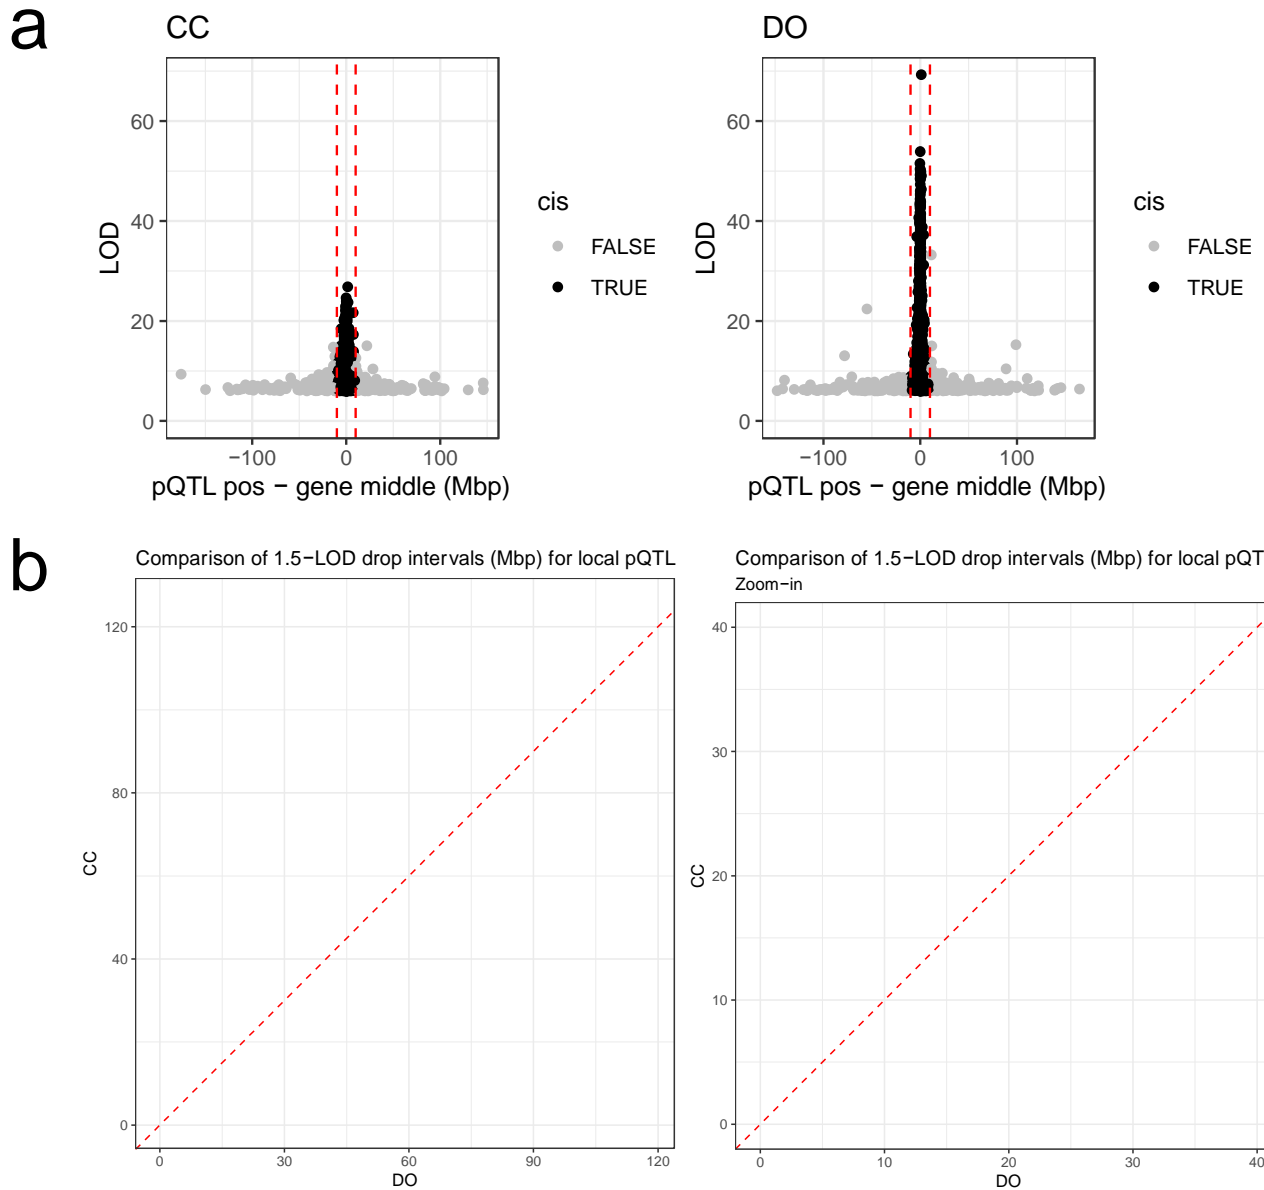 a
CC
DO
60
40
20
0
LOD
−100 0 100
pQTL pos − gene middle (Mbp)
cis
FALSE
TRUE
60
40
20
0
LOD
−100 0 100
pQTL pos − gene middle (Mbp)
cis
FALSE
TRUE
b
Comparison of 1.5−LOD drop intervals (Mbp) for local pQTL
120
80
40
0
CC
0 30 60 90 120
DO
Comparison of 1.5−LOD drop intervals (Mbp) for local pQT
Zoom−in
40
30
20
10
0
CC
0 10 20 30 40
DO